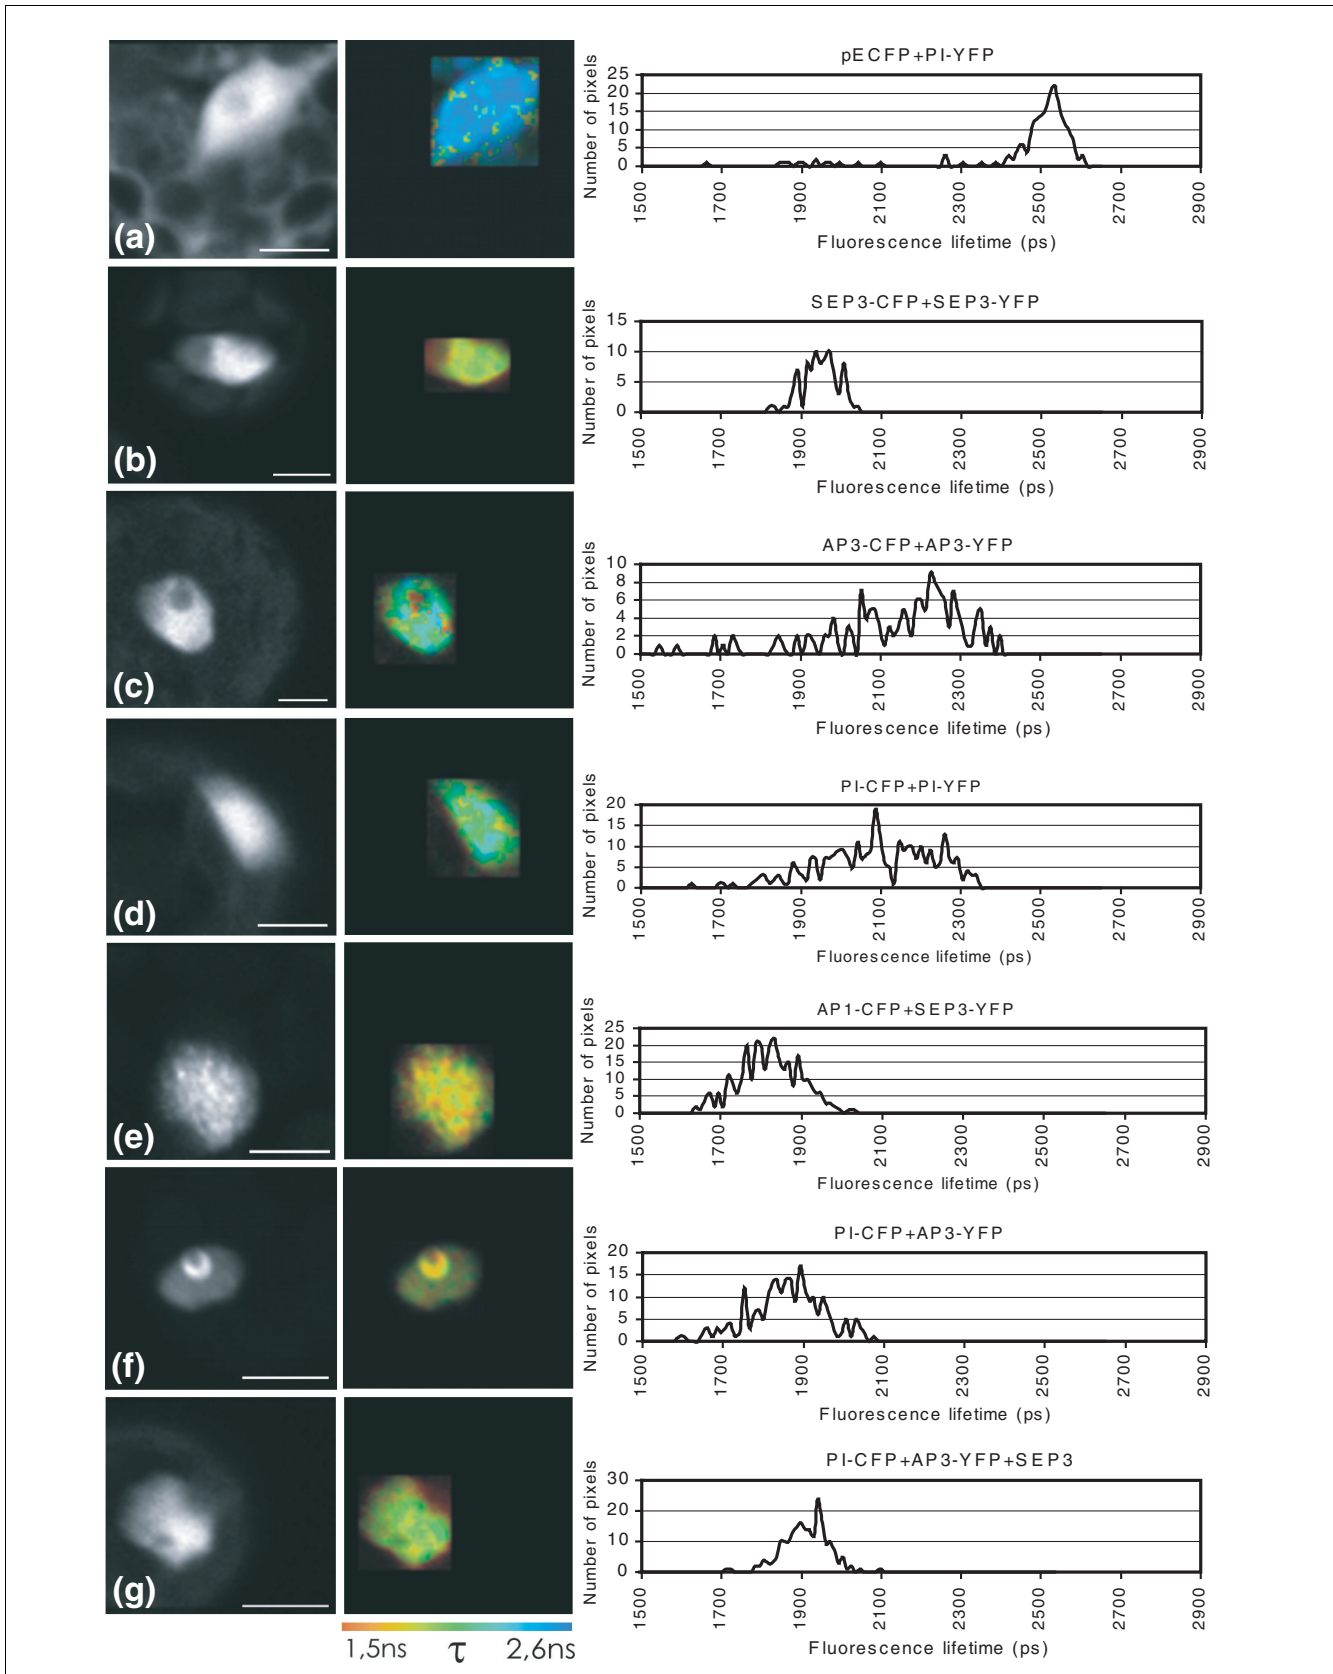 (a)
pECFP+PI-YFP
Number of pixels
25
20
15
10
5
0
1500 1700 1900 2100 2300 2500 2700 2900
Fluorescence lifetime (ps)
(b)
SEP3-CFP+SEP3-YFP
Number of pixels
15
10
5
0
1500 1700 1900 2100 2300 2500 2700 2900
Fluorescence lifetime (ps)
(c)
AP3-CFP+AP3-YFP
Number of pixels
10
8
6
4
2
0
1500 1700 1900 2100 2300 2500 2700 2900
Fluorescence lifetime (ps)
(d)
PI-CFP+PI-YFP
Number of pixels
20
15
10
5
0
1500 1700 1900 2100 2300 2500 2700 2900
Fluorescence lifetime (ps)
(e)
AP1-CFP+SEP3-YFP
Number of pixels
25
20
15
10
5
0
1500 1700 1900 2100 2300 2500 2700 2900
Fluorescence lifetime (ps)
(f)
PI-CFP+AP3-YFP
Number of pixels
20
15
10
5
0
1500 1700 1900 2100 2300 2500 2700 2900
Fluorescence lifetime (ps)
(g)
PI-CFP+AP3-YFP+SEP3
Number of pixels
30
20
10
0
1500 1700 1900 2100 2300 2500 2700 2900
Fluorescence lifetime (ps)
1,5ns τ 2,6ns